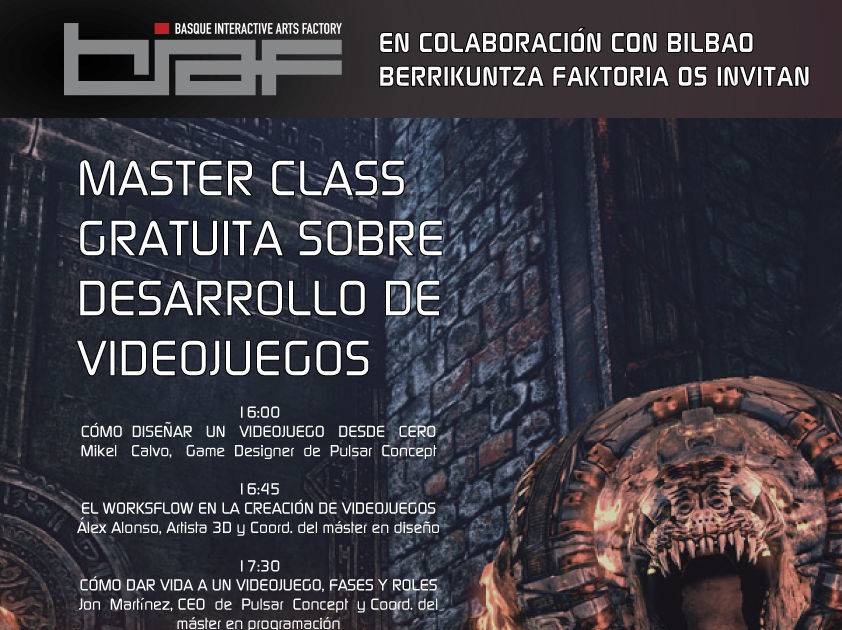 BASQUE INTERACTIVE ARTS FACTORY
biaf
EN COLABORACIÓN CON BILBAO
BERRIKUNTZA FAKTORIA OS INVITAN
MASTER CLASS
GRATUITA SOBRE
DESARROLLO DE
VIDEOJUEGOS
16:00
CÓMO DISEÑAR UN VIDEOJUEGO DESDE CERO
Mikel Calvo, Game Designer de Pulsar Concept
16:45
EL WORKSFLOW EN LA CREACIÓN DE VIDEOJUEGOS
Álex Alonso, Artista 3D y Coord. del máster en diseño
17:30
CÓMO DAR VIDA A UN VIDEOJUEGO, FASES Y ROLES
Jon Martínez, CEO de Pulsar Concept y Coord. del
máster en programación